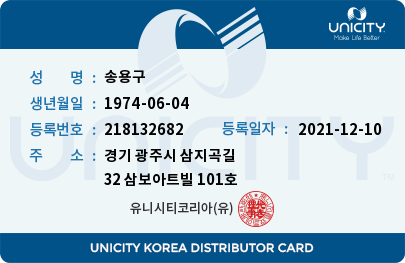 UNICITY
Make Life Better
성 명 : 송용구
생년월일 : 1974-06-04
등록번호 : 218132682 등록일자 : 2021-12-10
주 소 : 경기 광주시 삼지곡길
32 삼보아트빌 101호
UNICITY
유니시티코리아(유)
UNICITY KOREA DISTRIBUTOR CARD